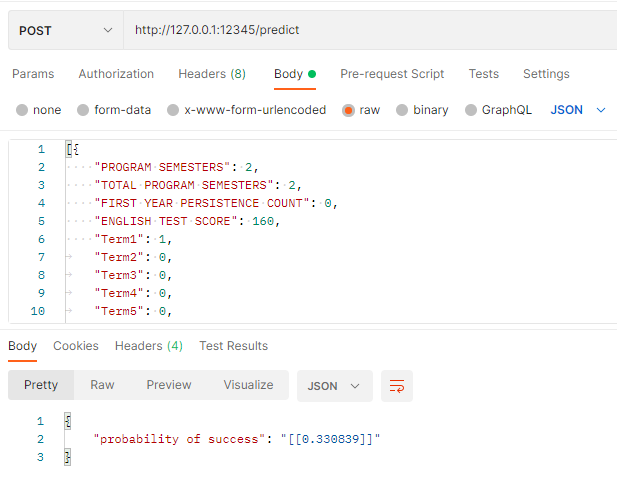 POST http://127.0.0.1:12345/predict
Params Authorization Headers (8) Body Pre-request Script Tests Settings
none form-data x-www-form-urlencoded raw binary GraphQL JSON
1 [{
2 "PROGRAM SEMESTERS": 2,
3 "TOTAL PROGRAM SEMESTERS": 2,
4 "FIRST YEAR PERSISTENCE COUNT": 0,
5 "ENGLISH TEST SCORE": 160,
6 "Term1": 1,
7 "Term2": 0,
8 "Term3": 0,
9 "Term4": 0,
10 "Term5": 0,
Body Cookies Headers (4) Test Results
Pretty Raw Preview Visualize JSON
1 {
2 "probability of success": "[[0.330839]]"
3 }